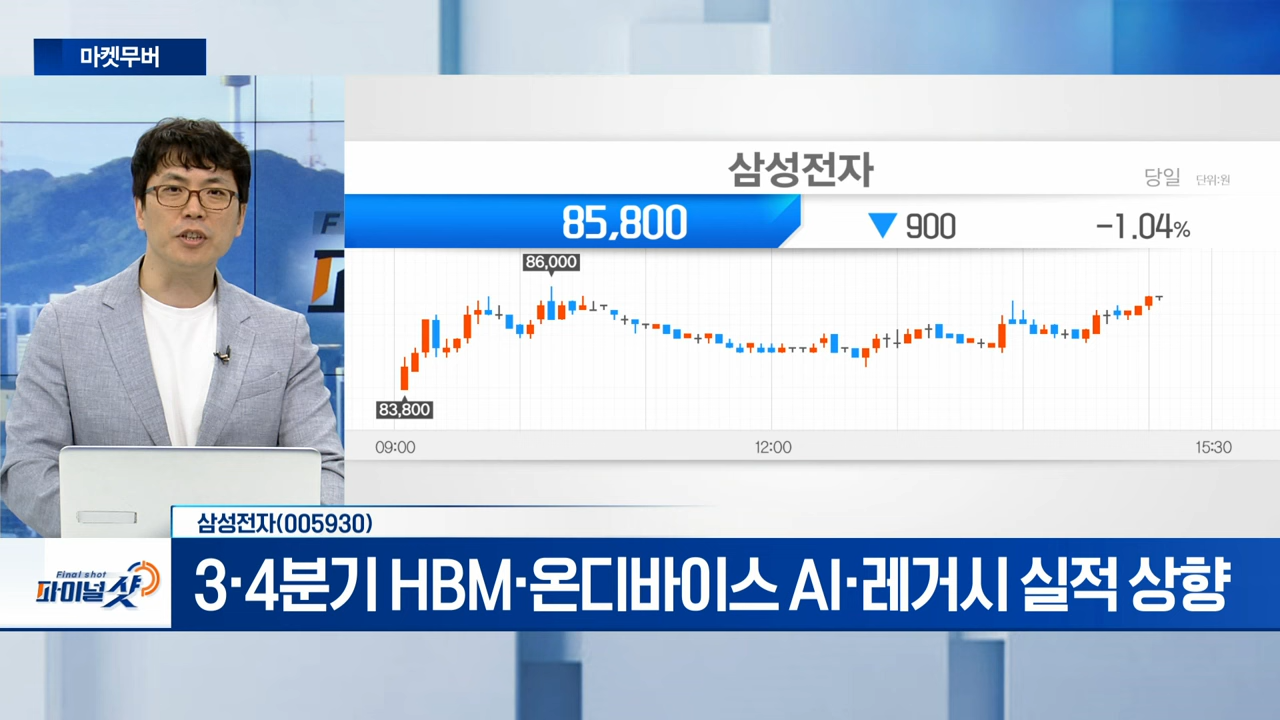 마켓무버
삼성전자
당일 단위:원
85,800 ▼ 900 -1.04%
86,000
83,800
09:00 12:00 15:30
삼성전자(005930)
Final shot
파이널샷
3·4분기 HBM·온디바이스 AI·레거시 실적 상향